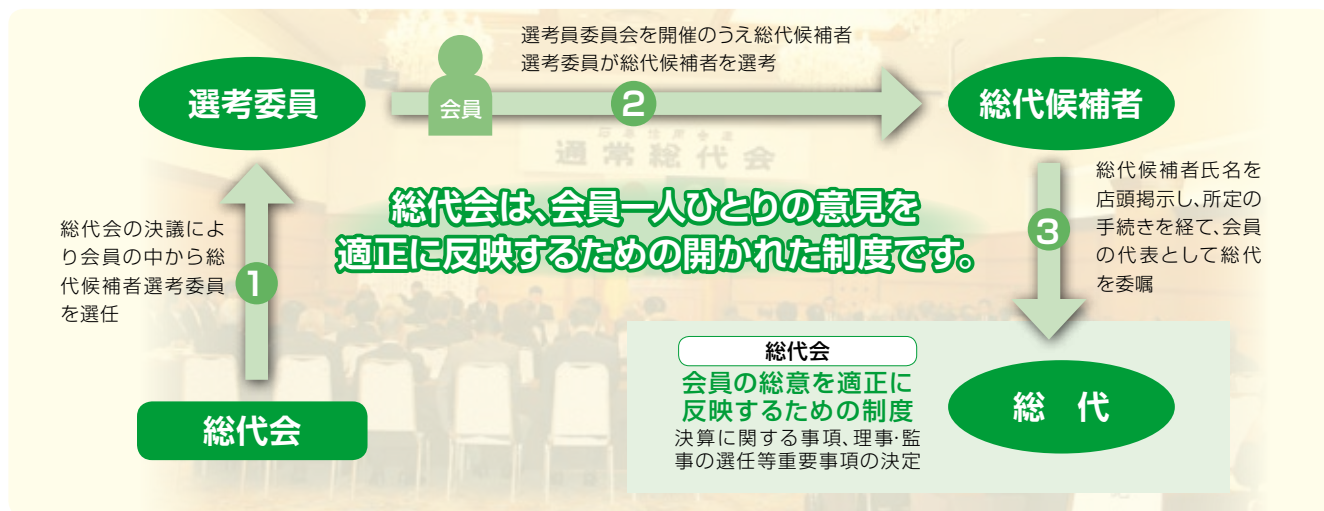 選考員委員会を開催のうえ総代候補者
選考委員が総代候補者を選考
選考委員
会員
2
総代候補者
通常総代会
総代会は、会員一人ひとりの意見を
適正に反映するための開かれた制度です。
総代会の決議によ
り会員の中から総
代候補者選考委員
を選任
1
総代候補者氏名を
店頭掲示し、所定の
手続きを経て、会員
の代表として総代
を委嘱
3
総代会
総代会
会員の総意を適正に
反映するための制度
決算に関する事項、理事・監
事の選任等重要事項の決定
総代